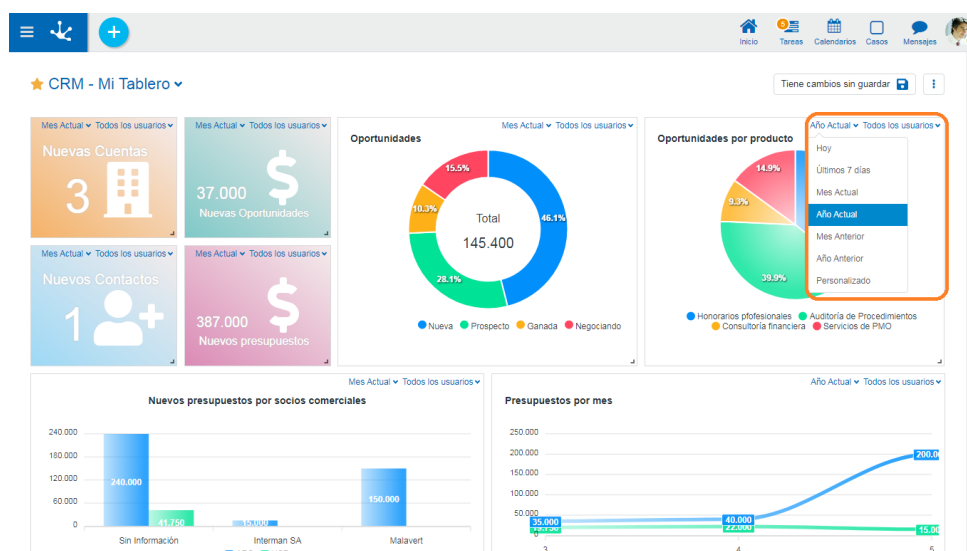 5
Inicio Tareas Calendarios Casos Mensajes
CRM - Mi Tablero
Tiene cambios sin guardar
Mes Actual Todos los usuarios
Nuevas Cuentas
3
Mes Actual Todos los usuarios
37.000
Nuevas Oportunidades
Mes Actual Todos los usuarios
Oportunidades
15.5%
10.3%
46.1%
28.1%
Total
145.400
Nueva Prospecto Ganada Negociando
Año Actual Todos los usuarios
Oportunidades por producto
14.9%
9.3%
39.9%
Hoy
Últimos 7 días
Mes Actual
Año Actual
Mes Anterior
Año Anterior
Personalizado
Honorarios pfofesionales Auditoría de Procedimientos
Consultoría financiera Servicios de PMO
Mes Actual Todos los usuarios
Nuevos Contactos
1
Mes Actual Todos los usuarios
387.000
Nuevos presupuestos
Mes Actual Todos los usuarios
Nuevos presupuestos por socios comerciales
240.000
180.000
120.000
60.000
0
240.000
41.750
15.000
150.000
Sin Información Interman SA Malavert
Año Actual Todos los usuarios
Presupuestos por mes
250.000
200.000
150.000
100.000
50.000
0
35.000
40.000
22.000
200.0
15.00